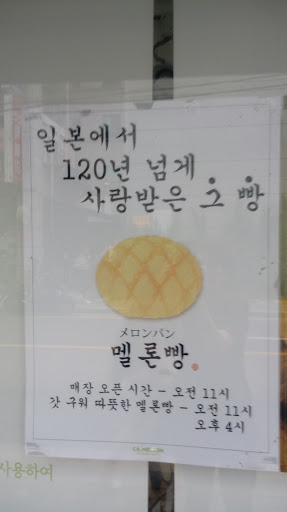 일본에서
120년 넘게
사랑받은 그 빵
メロンパン
멜론빵
매장 오픈 시간 - 오전 11시
갓 구워 따뜻한 멜론빵 - 오전 11시
오후 4시
사용하여